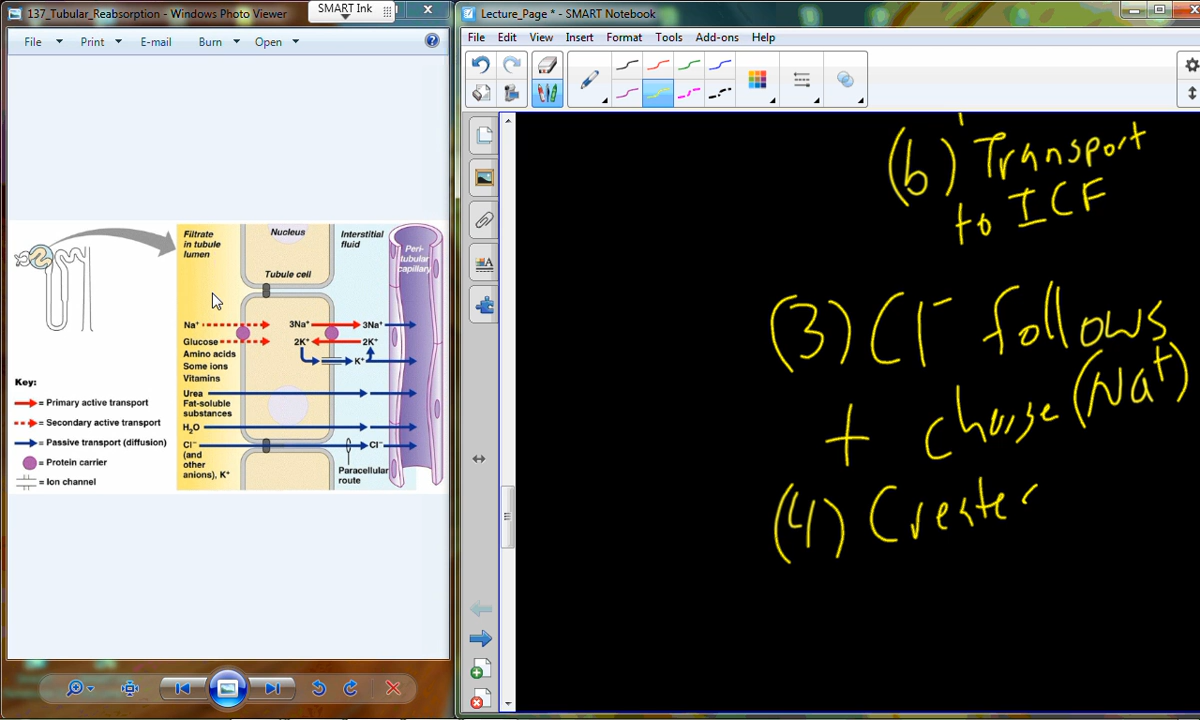 137_Tubular_Reabsorption - Windows Photo Viewer
SMART Ink
File Print E-mail Burn Open
Filtrate
in tubule
lumen
Nucleus
Interstitial
fluid
Peri-
tubular
capillary
Tubule cell
Na⁺
3Na⁺
3Na⁺
Glucose
2K⁺
2K⁺
Amino acids
Some ions
K⁺
Vitamins
Urea
Fat-soluble
substances
H₂O
Cl⁻
Cl⁻
(and
other
anions), K⁺
Paracellular
route
Key:
= Primary active transport
= Secondary active transport
= Passive transport (diffusion)
= Protein carrier
= Ion channel
Lecture_Page * - SMART Notebook
File Edit View Insert Format Tools Add-ons Help
(b) Transport
to ICF
(3) Cl⁻ follows
+ charge (Na⁺)
(4) Create